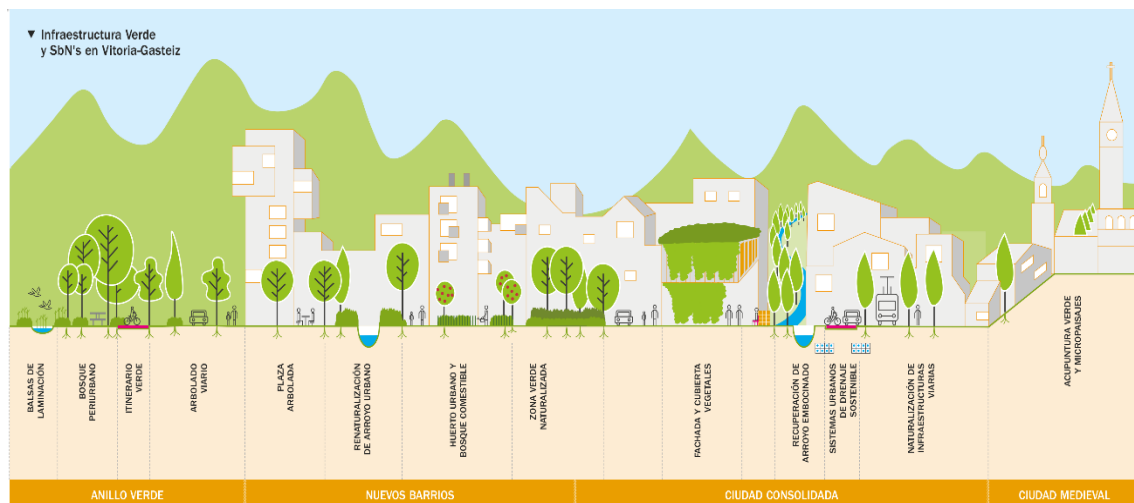 ▼ Infraestructura Verde
y SbN's en Vitoria-Gasteiz
BALSAS DE
LAMINACIÓN
BOSQUE
PERIURBANO
ITINERARIO
VERDE
ARBOLADO
VIARIO
PLAZA
ARBOLADA
RENATURALIZACIÓN
DE ARROYO URBANO
HUERTO URBANO Y
BOSQUE COMESTIBLE
ZONA VERDE
NATURALIZADA
FACHADA Y CUBIERTA
VEGETALES
RECUPERACIÓN DE
ARROYO EMBOCINADO
SISTEMAS URBANOS
DE DRENAJE
SOSTENIBLE
NATURALIZACIÓN DE
INFRAESTRUCTURAS
VIARIAS
ACUPUNTURA VERDE
Y MICROPAISAJES
ANILLO VERDE
NUEVOS BARRIOS
CIUDAD CONSOLIDADA
CIUDAD MEDIEVAL